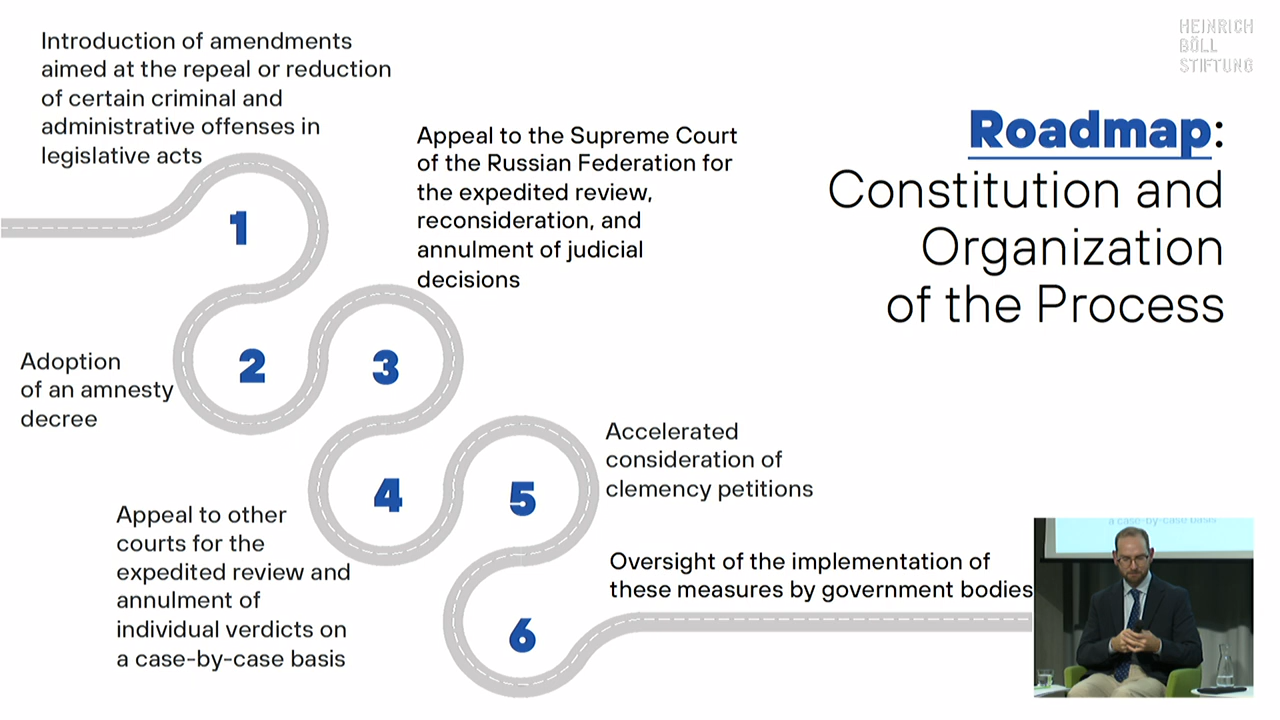 HEINRICH
BÖLL
STIFTUNG
Roadmap:
Constitution and
Organization
of the Process
Introduction of amendments
aimed at the repeal or reduction
of certain criminal and
administrative offenses in
legislative acts
1
Adoption
of an amnesty
decree
2
Appeal to the Supreme Court
of the Russian Federation for
the expedited review,
reconsideration, and
annulment of judicial
decisions
3
Appeal to other
courts for the
expedited review and
annulment of
individual verdicts on
a case-by-case basis
4
Accelerated
consideration of
clemency petitions
5
Oversight of the implementation of
these measures by government bodies
6
a case-by-case basis